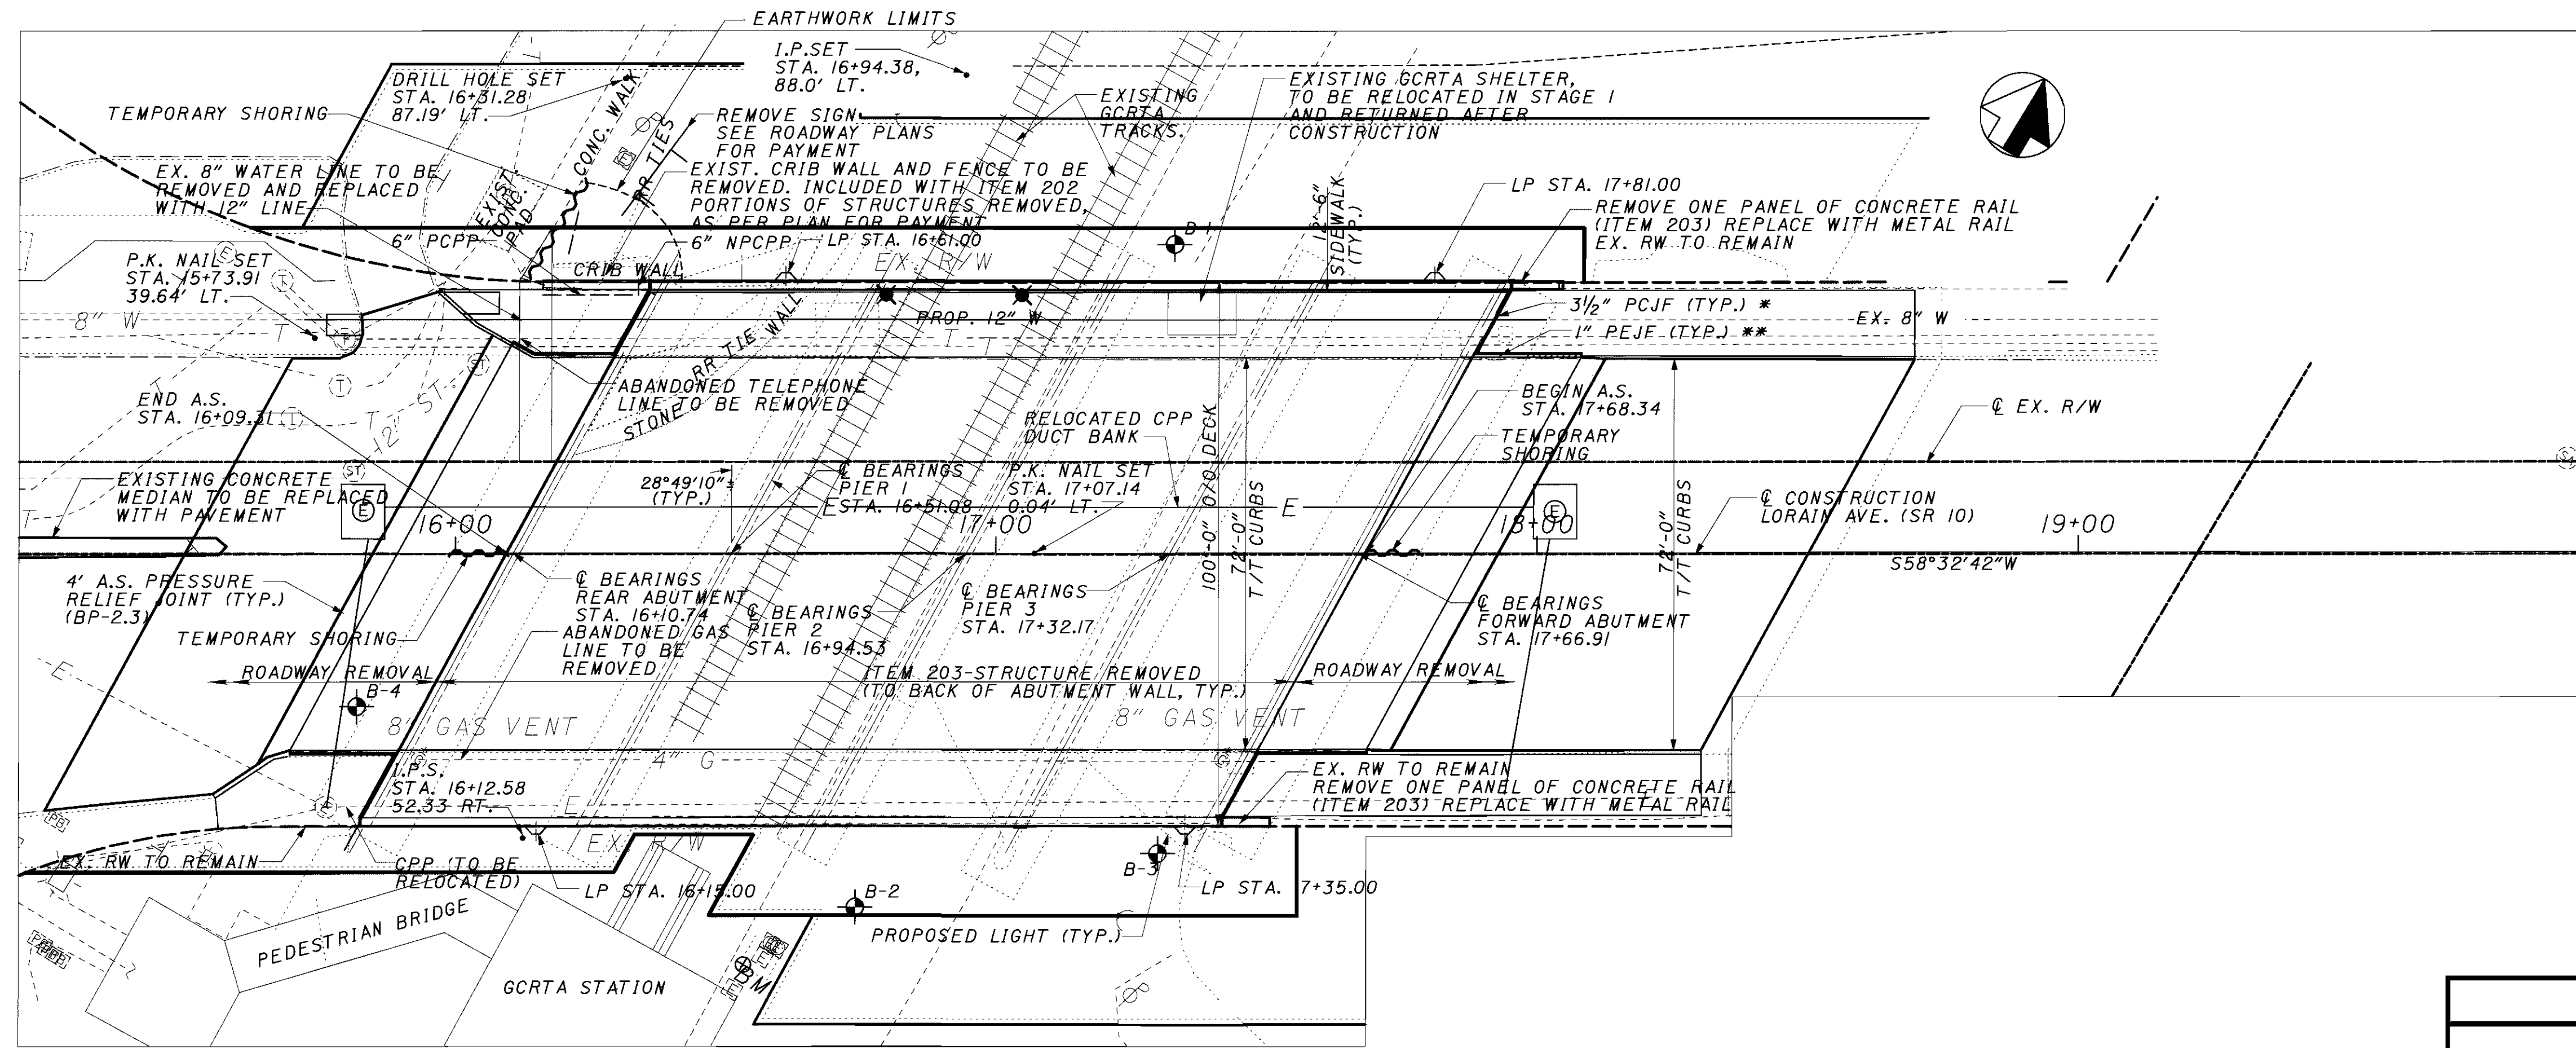 EARTHWORK LIMITS
I.P.SET
STA. 16+94.38,
88.0' LT.
DRILL HOLE SET
STA. 16+31.28
87.19' LT.
TEMPORARY SHORING
CONC. WALK
RR TIES
REMOVE SIGN
SEE ROADWAY PLANS
FOR PAYMENT
EXISTING
GCRTA
TRACKS.
EXISTING GCRTA SHELTER,
TO BE RELOCATED IN STAGE 1
AND RETURNED AFTER
CONSTRUCTION
EX. 8" WATER LINE TO BE
REMOVED AND REPLACED
WITH 12" LINE
EXIST.
CONC.
PAD
EXIST. CRIB WALL AND FENCE TO BE
REMOVED. INCLUDED WITH ITEM 202
PORTIONS OF STRUCTURES REMOVED,
AS PER PLAN FOR PAYMENT
12'-6"
SIDEWALK
(TYP.)
LP STA. 17+81.00
REMOVE ONE PANEL OF CONCRETE RAIL
(ITEM 203) REPLACE WITH METAL RAIL
EX. RW TO REMAIN
B-1
6" PCPP
6" NPCPP
LP STA. 16+61.00
P.K. NAIL SET
STA. 15+73.91
39.64' LT.
CRIB WALL
EX R/W
8" W
PROP. 12" W
3½" PCJF (TYP.) *
1" PEJF (TYP.) **
EX. 8" W
T
T
T
T
T
T
E
ST
STONE RR TIE WALL
ABANDONED TELEPHONE
LINE TO BE REMOVED
END A.S.
STA. 16+09.31
12" ST.
RELOCATED CPP
DUCT BANK
100'-0" O/O DECK
72'-0"
T/T CURBS
BEGIN A.S.
STA. 17+68.34
TEMPORARY
SHORING
℄ EX. R/W
EXISTING CONCRETE
MEDIAN TO BE REPLACED
WITH PAVEMENT
ST
28°49'10"±
(TYP.)
℄ BEARINGS
PIER 1
STA. 16+51.08
P.K. NAIL SET
STA. 17+07.14
0.04' LT.
E
E
E
E
16+00
17+00
18+00
19+00
℄ CONSTRUCTION
LORAIN AVE. (SR 10)
S58°32'42"W
72'-0"
T/T CURBS
4' A.S. PRESSURE
RELIEF JOINT (TYP.)
(BP-2.3)
TEMPORARY SHORING
℄ BEARINGS
REAR ABUTMENT
STA. 16+10.74
ABANDONED GAS
LINE TO BE
REMOVED
℄ BEARINGS
PIER 2
STA. 16+94.53
℄ BEARINGS
PIER 3
STA. 17+32.17
℄ BEARINGS
FORWARD ABUTMENT
STA. 17+66.91
E
ROADWAY REMOVAL
ITEM 203-STRUCTURE REMOVED
(TO BACK OF ABUTMENT WALL, TYP.)
ROADWAY REMOVAL
B-4
8" GAS VENT
8" GAS VENT
4" G
I.P.S.
STA. 16+12.58
52.33 RT.
E
EX. RW TO REMAIN
REMOVE ONE PANEL OF CONCRETE RAIL
(ITEM 203) REPLACE WITH METAL RAIL
EX. R/W
PB
EX. RW TO REMAIN
CPP (TO BE
RELOCATED)
LP STA. 16+15.00
B-2
B-3
LP STA. 17+35.00
PEDESTRIAN BRIDGE
PROPOSED LIGHT (TYP.)
GCRTA STATION
BM